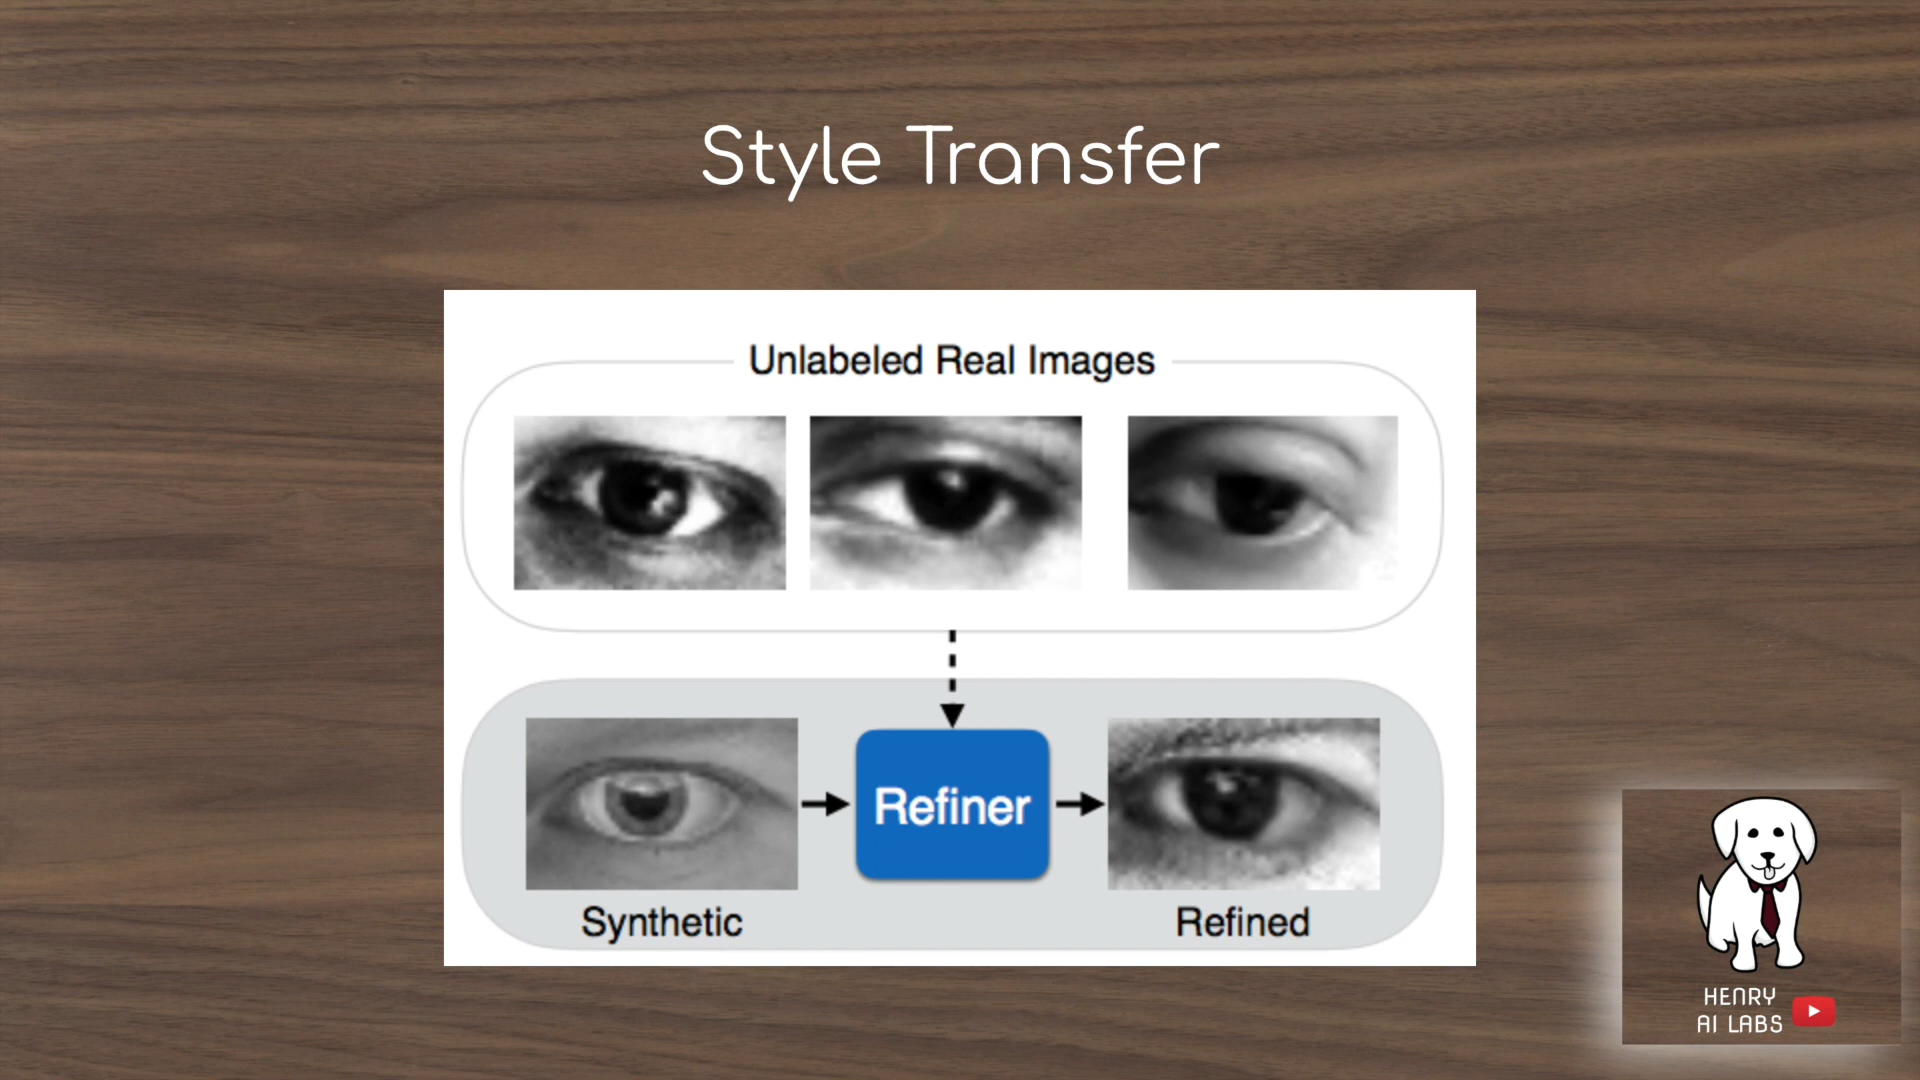 Style Transfer
Unlabeled Real Images
Refiner
Synthetic
Refined
HENRY
AI LABS